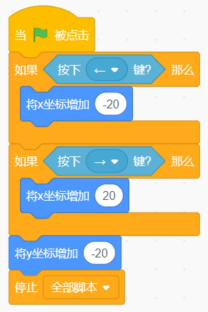 当 被点击
如果 按下 ← 键? 那么
将x坐标增加 -20
如果 按下 → 键? 那么
将x坐标增加 20
将y坐标增加 -20
停止 全部脚本